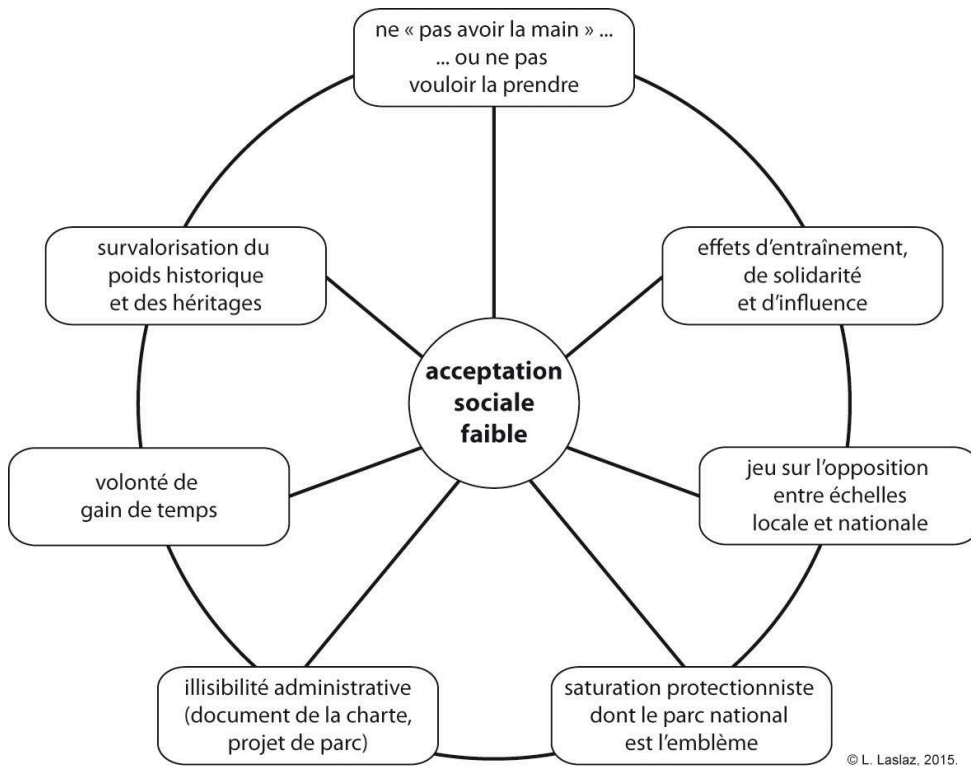 ne « pas avoir la main » ...
... ou ne pas
vouloir la prendre
survalorisation du
poids historique
et des héritages
effets d’entraînement,
de solidarité
et d’influence
acceptation
sociale
faible
volonté de
gain de temps
jeu sur l’opposition
entre échelles
locale et nationale
illisibilité administrative
(document de la charte,
projet de parc)
saturation protectionniste
dont le parc national
est l’emblème
© L. Laslaz, 2015.